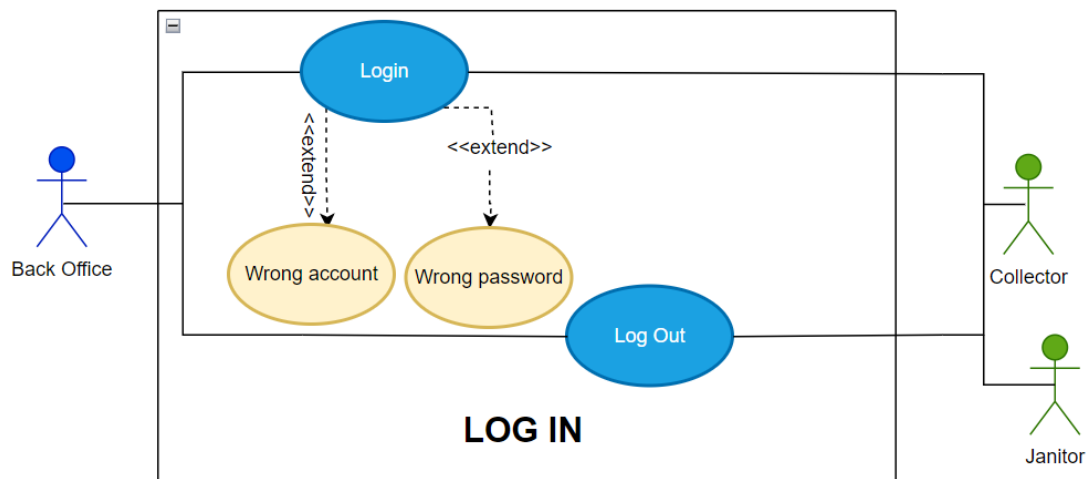 Login
<<extend>>
<<extend>>
Back Office
Wrong account
Wrong password
Collector
Log Out
LOG IN
Janitor